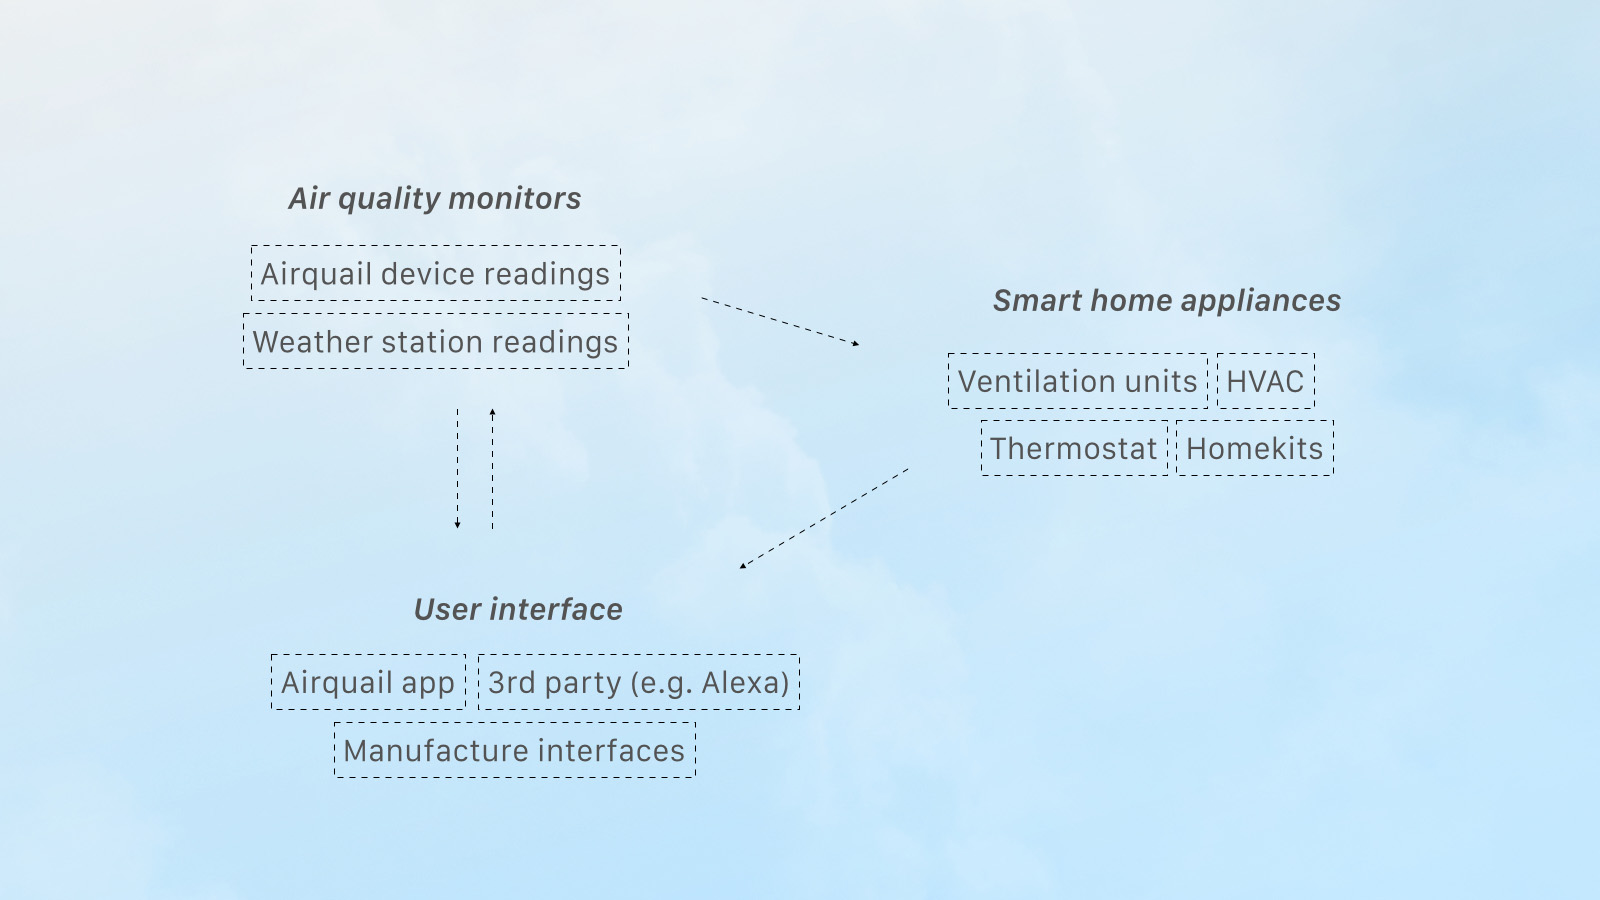 Air quality monitors
Airquail device readings
Weather station readings
Smart home appliances
Ventilation units HVAC
Thermostat Homekits
User interface
Airquail app 3rd party (e.g. Alexa)
Manufacture interfaces